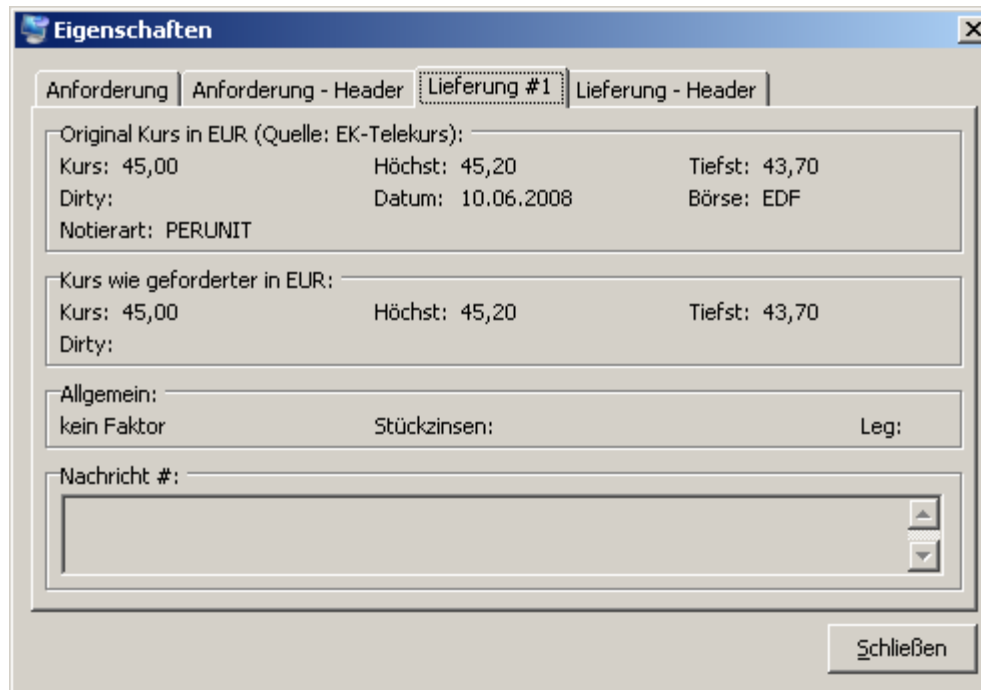 Eigenschaften
Anforderung Anforderung - Header Lieferung #1 Lieferung - Header
Original Kurs in EUR (Quelle: EK-Telekurs):
Kurs: 45,00 Höchst: 45,20 Tiefst: 43,70
Dirty: Datum: 10.06.2008 Börse: EDF
Notierart: PERUNIT
Kurs wie geforderter in EUR:
Kurs: 45,00 Höchst: 45,20 Tiefst: 43,70
Dirty:
Allgemein:
kein Faktor Stückzinsen: Leg:
Nachricht #:
Schließen